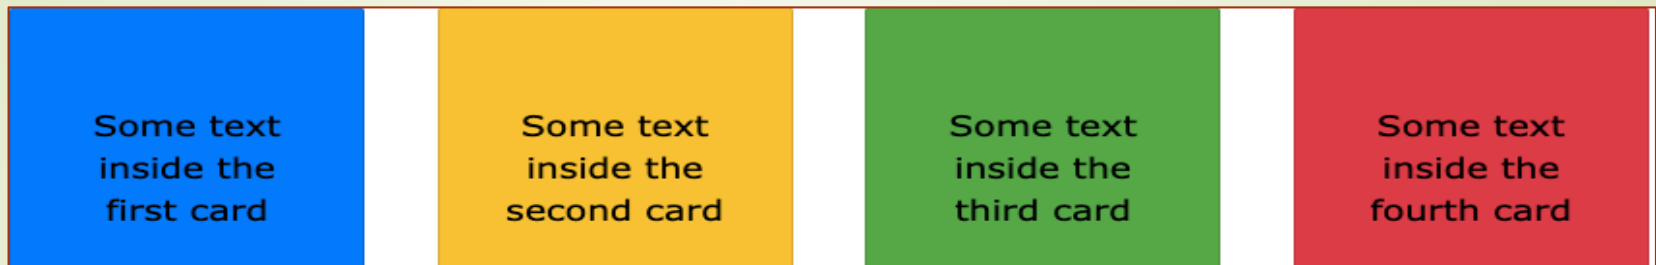 Some text
inside the
first card
Some text
inside the
second card
Some text
inside the
third card
Some text
inside the
fourth card